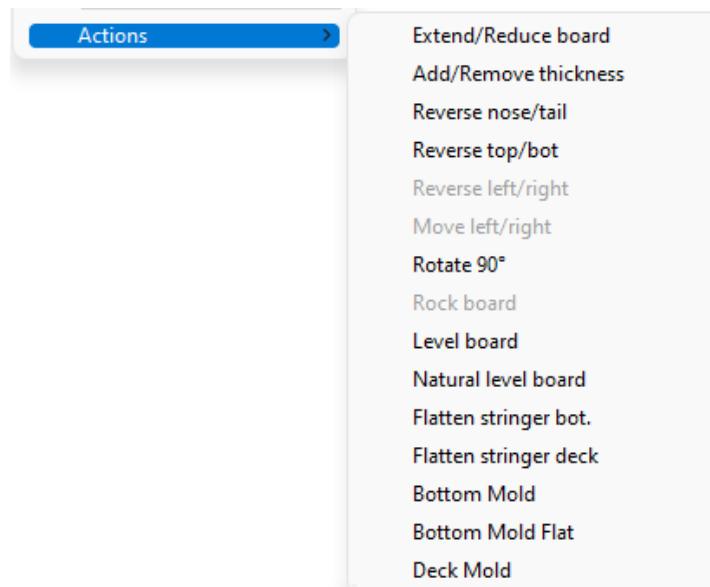 Actions
Extend/Reduce board
Add/Remove thickness
Reverse nose/tail
Reverse top/bot
Reverse left/right
Move left/right
Rotate 90°
Rock board
Level board
Natural level board
Flatten stringer bot.
Flatten stringer deck
Bottom Mold
Bottom Mold Flat
Deck Mold